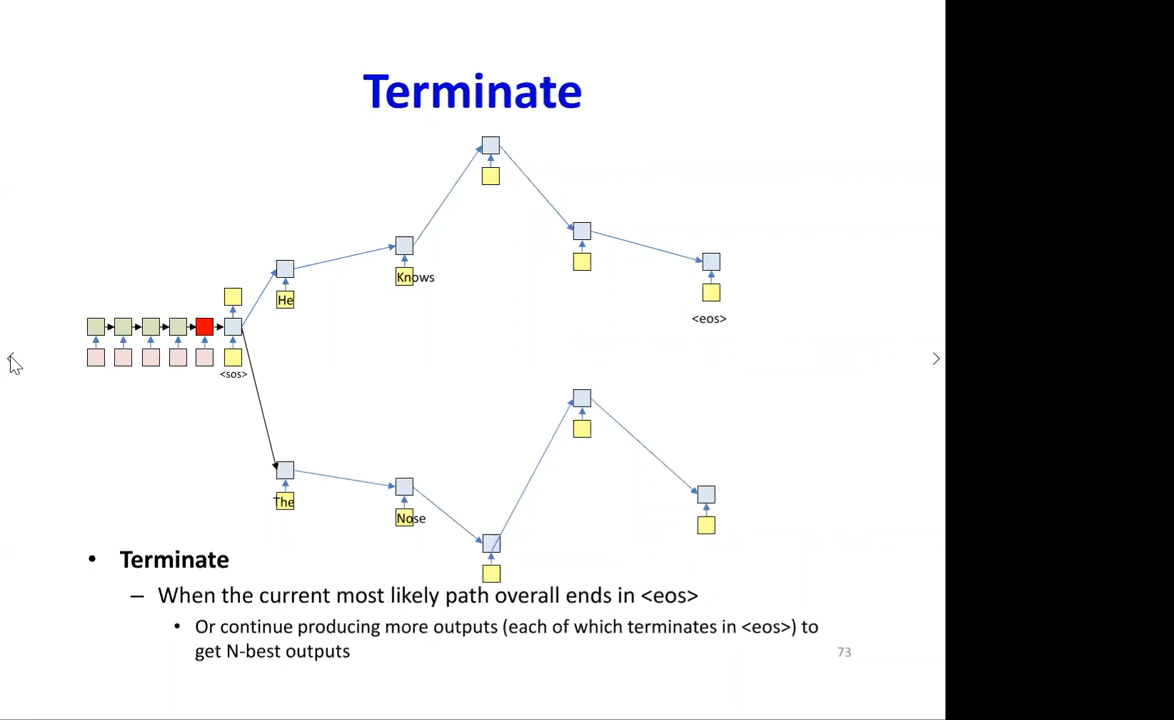 Terminate
Knows
He
<eos>
<sos>
The
Nose
• Terminate
– When the current most likely path overall ends in <eos>
• Or continue producing more outputs (each of which terminates in <eos>) to
get N-best outputs
73